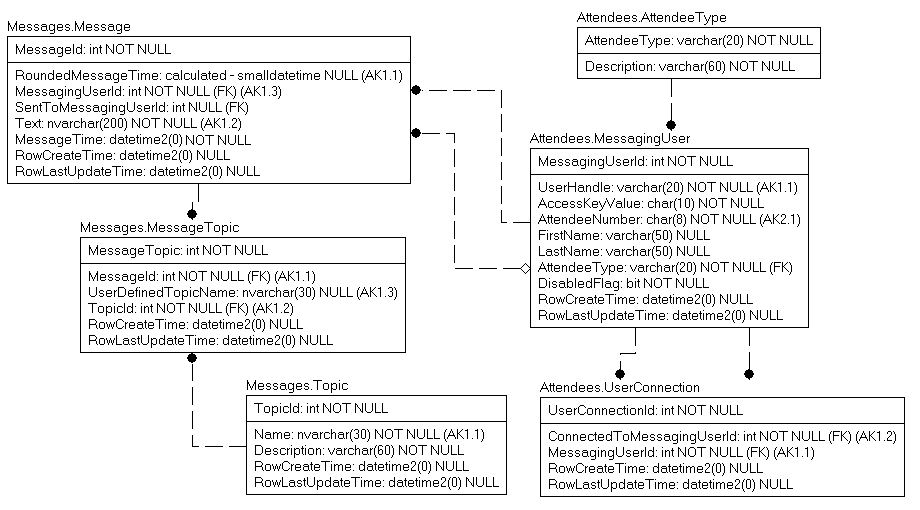 Messages.Message
MessageId: int NOT NULL
RoundedMessageTime: calculated - smalldatetime NULL (AK1.1)
MessagingUserId: int NOT NULL (FK) (AK1.3)
SentToMessagingUserId: int NULL (FK)
Text: nvarchar(200) NOT NULL (AK1.2)
MessageTime: datetime2(0) NOT NULL
RowCreateTime: datetime2(0) NULL
RowLastUpdateTime: datetime2(0) NULL
Attendees.AttendeeType
AttendeeType: varchar(20) NOT NULL
Description: varchar(60) NOT NULL
Attendees.MessagingUser
MessagingUserId: int NOT NULL
UserHandle: varchar(20) NOT NULL (AK1.1)
AccessKeyValue: char(10) NOT NULL
AttendeeNumber: char(8) NOT NULL (AK2.1)
FirstName: varchar(50) NULL
LastName: varchar(50) NULL
AttendeeType: varchar(20) NOT NULL (FK)
DisabledFlag: bit NOT NULL
RowCreateTime: datetime2(0) NULL
RowLastUpdateTime: datetime2(0) NULL
Messages.MessageTopic
MessageTopic: int NOT NULL
MessageId: int NOT NULL (FK) (AK1.1)
UserDefinedTopicName: nvarchar(30) NULL (AK1.3)
TopicId: int NOT NULL (FK) (AK1.2)
RowCreateTime: datetime2(0) NULL
RowLastUpdateTime: datetime2(0) NULL
Messages.Topic
TopicId: int NOT NULL
Name: nvarchar(30) NOT NULL (AK1.1)
Description: varchar(60) NOT NULL
RowCreateTime: datetime2(0) NULL
RowLastUpdateTime: datetime2(0) NULL
Attendees.UserConnection
UserConnectionId: int NOT NULL
ConnectedToMessagingUserId: int NOT NULL (FK) (AK1.2)
MessagingUserId: int NOT NULL (FK) (AK1.1)
RowCreateTime: datetime2(0) NULL
RowLastUpdateTime: datetime2(0) NULL